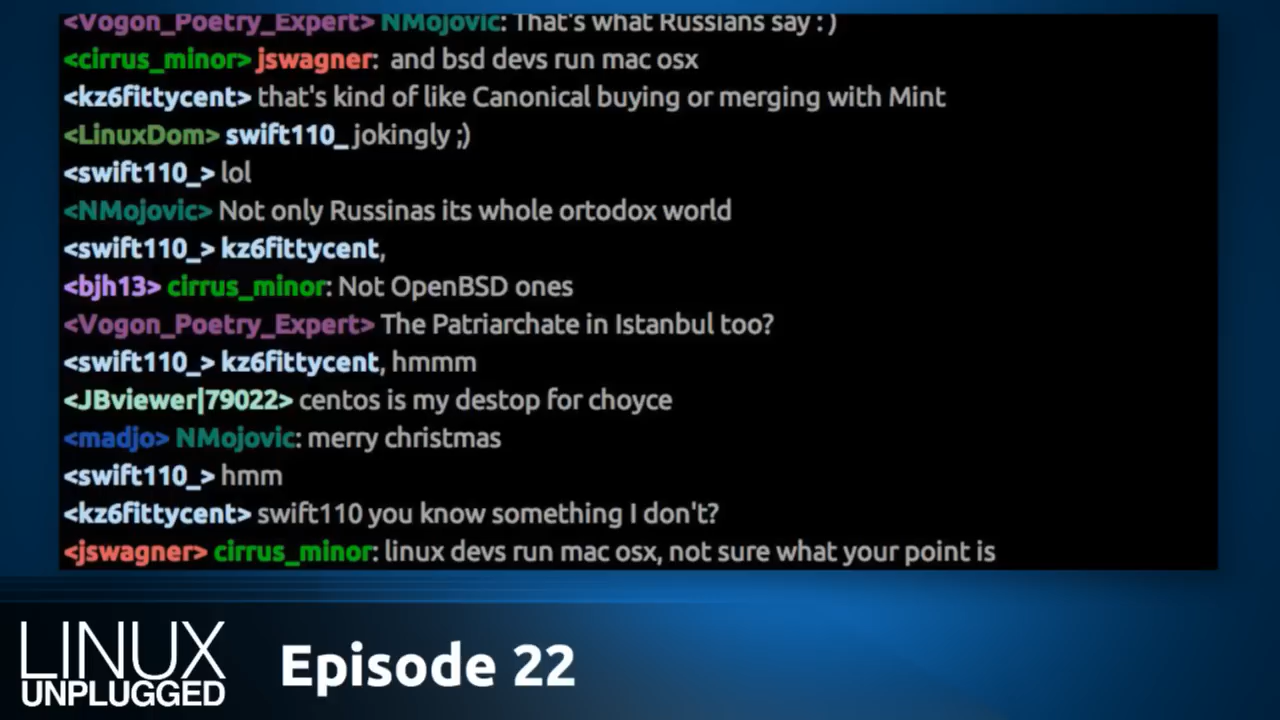 <Vogon_Poetry_Expert> NMojovic: That's what Russians say : )
<cirrus_minor> jswagner:  and bsd devs run mac osx
<kz6fittycent> that's kind of like Canonical buying or merging with Mint
<LinuxDom> swift110_ jokingly ;)
<swift110_> lol
<NMojovic> Not only Russinas its whole ortodox world
<swift110_> kz6fittycent,
<bjh13> cirrus_minor: Not OpenBSD ones
<Vogon_Poetry_Expert> The Patriarchate in Istanbul too?
<swift110_> kz6fittycent, hmmm
<JBviewer|79022> centos is my destop for choyce
<madjo> NMojovic: merry christmas
<swift110_> hmm
<kz6fittycent> swift110 you know something I don't?
<jswagner> cirrus_minor: linux devs run mac osx, not sure what your point is
LINUX
UNPLUGGED
Episode 22